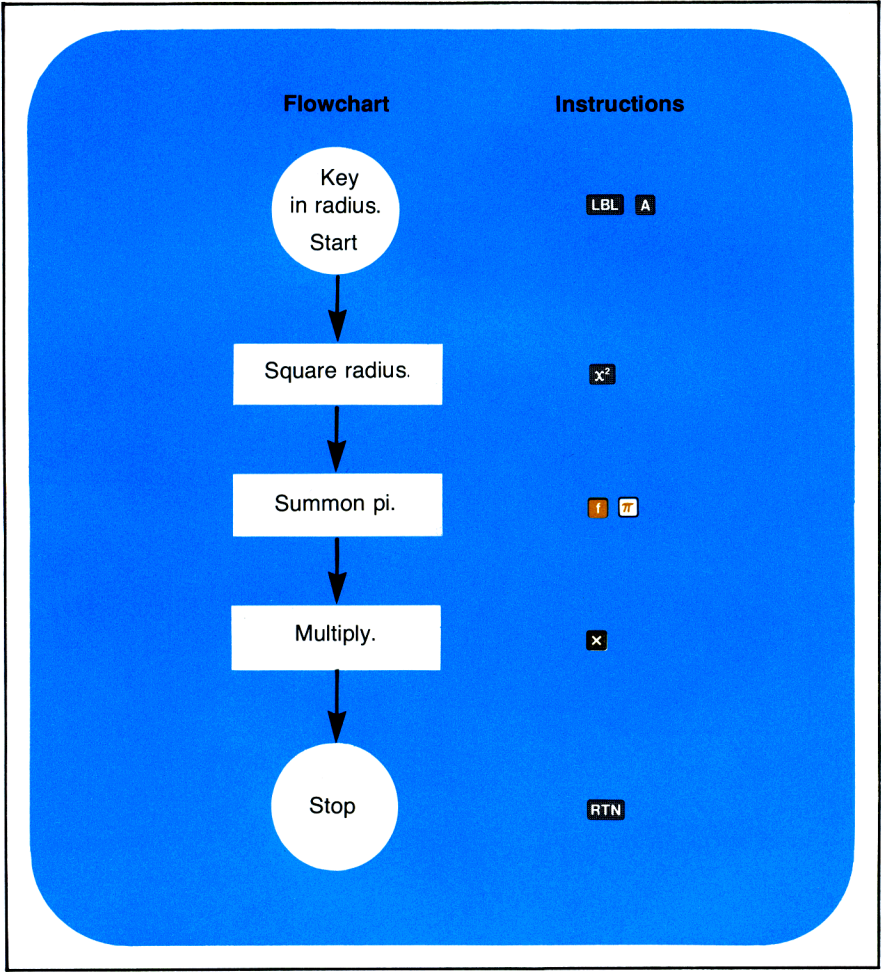 Flowchart Instructions
Key
in radius.
Start
LBL A
Square radius.
x²
Summon pi.
f π
Multiply.
×
Stop
RTN